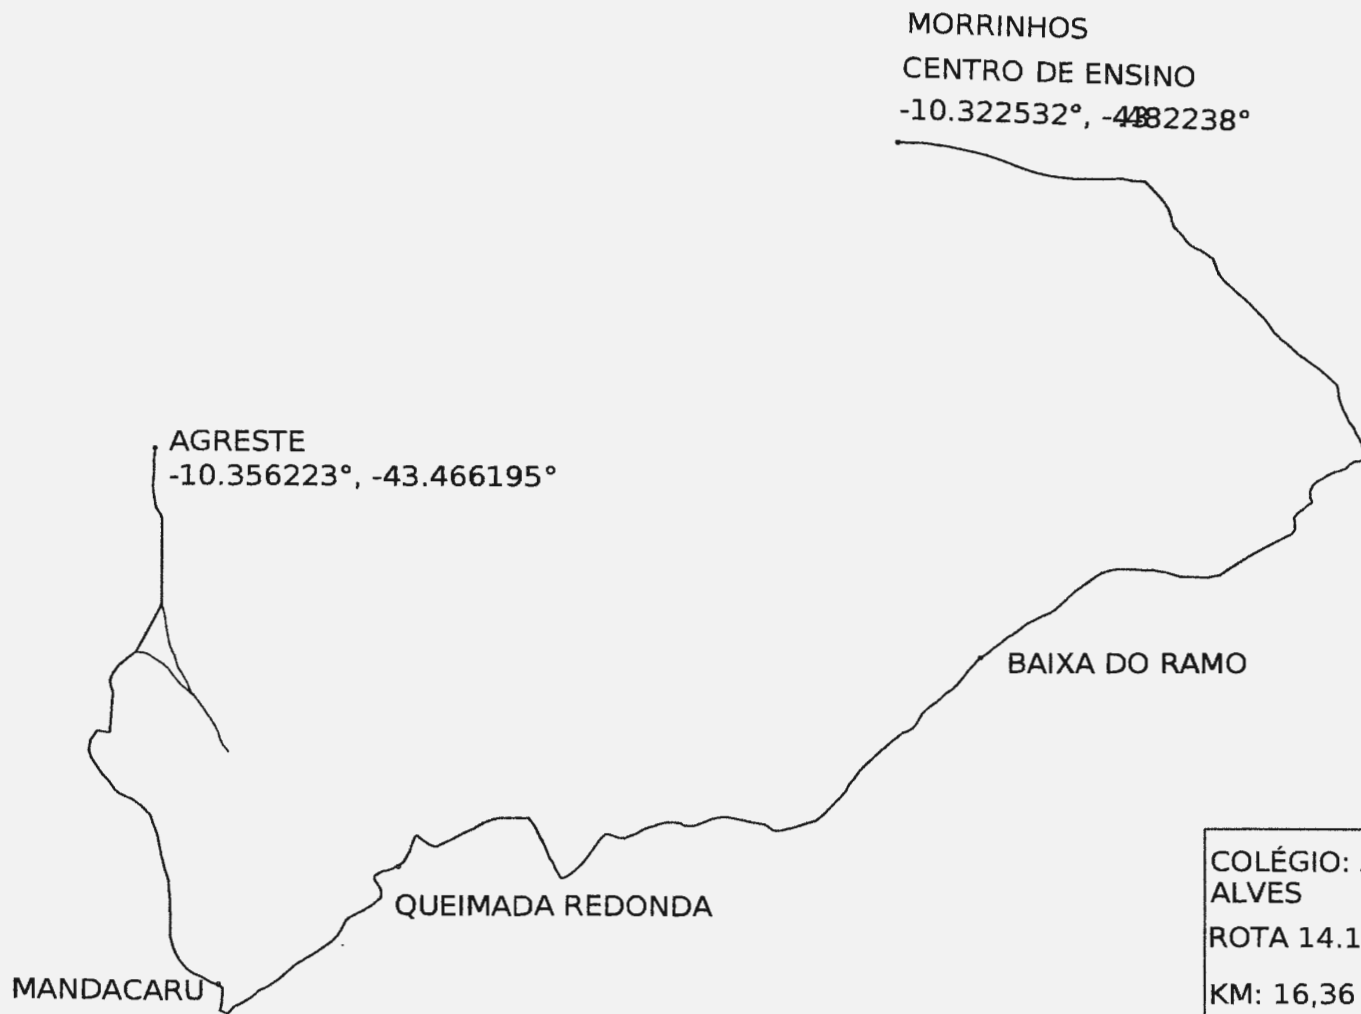 MORRINHOS
CENTRO DE ENSINO
-10.322532°,
AGRESTE
-10.356223°, -43.466195°
BAIXA DO RAMO
QUEIMADA REDONDA
MANDACARU
COLÉGIO:
ALVES
ROTA 14.1
KM: 16,36